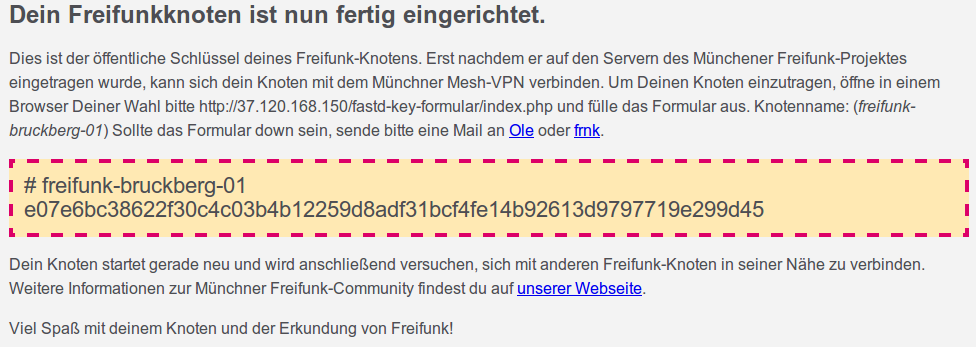 Dein Freifunkknoten ist nun fertig eingerichtet.
Dies ist der öffentliche Schlüssel deines Freifunk-Knotens. Erst nachdem er auf den Servern des Münchener Freifunk-Projektes
eingetragen wurde, kann sich dein Knoten mit dem Münchner Mesh-VPN verbinden. Um Deinen Knoten einzutragen, öffne in einem
Browser Deiner Wahl bitte http://37.120.168.150/fastd-key-formular/index.php und fülle das Formular aus. Knotenname: (freifunk-
bruckberg-01) Sollte das Formular down sein, sende bitte eine Mail an Ole oder frnk.
# freifunk-bruckberg-01
e07e6bc38622f30c4c03b4b12259d8adf31bcf4fe14b92613d9797719e299d45
Dein Knoten startet gerade neu und wird anschließend versuchen, sich mit anderen Freifunk-Knoten in seiner Nähe zu verbinden.
Weitere Informationen zur Münchner Freifunk-Community findest du auf unserer Webseite.
Viel Spaß mit deinem Knoten und der Erkundung von Freifunk!